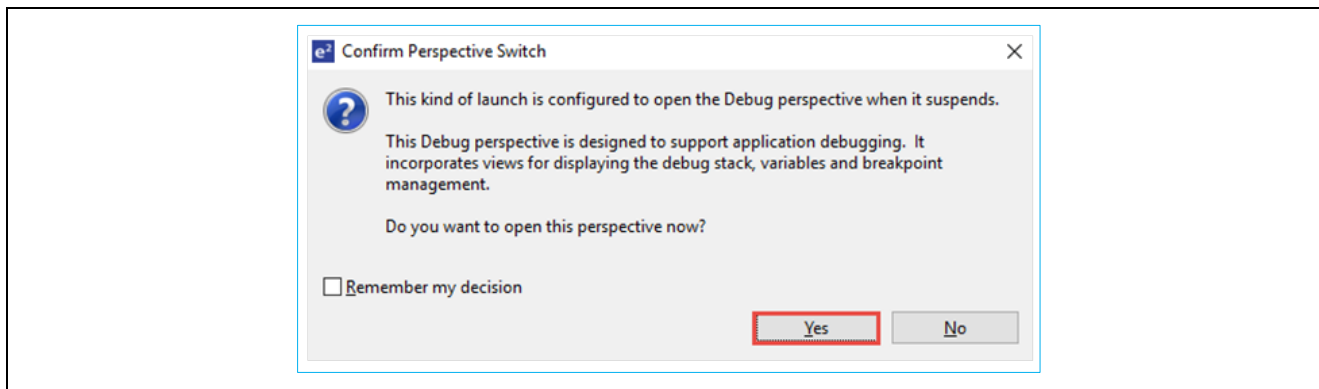 e² Confirm Perspective Switch
This kind of launch is configured to open the Debug perspective when it suspends.
This Debug perspective is designed to support application debugging. It
incorporates views for displaying the debug stack, variables and breakpoint
management.
Do you want to open this perspective now?
Remember my decision
Yes No